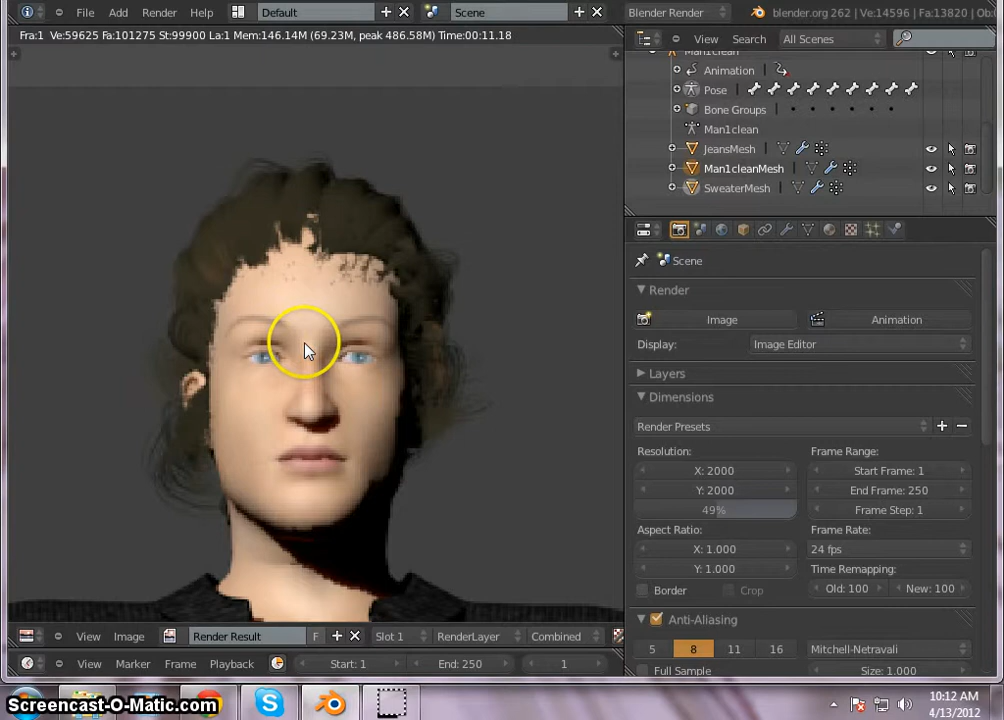 File Add Render Help Default Scene Blender Render blender.org 262 | Ve:14596 | Fa:13820 | Ob:
Fra:1 Ve:59625 Fa:101275 St:99900 La:1 Mem:146.14M (69.23M, peak 486.58M) Time:00:11.18
View Search All Scenes
Man1clean
Animation
Pose
Bone Groups
Man1clean
JeansMesh
Man1cleanMesh
SweaterMesh
Scene
Render
Image Animation
Display: Image Editor
Layers
Dimensions
Render Presets
Resolution: Frame Range:
X: 2000 Start Frame: 1
Y: 2000 End Frame: 250
49% Frame Step: 1
Aspect Ratio: Frame Rate:
X: 1.000 24 fps
Y: 1.000 Time Remapping:
Border Crop Old: 100 New: 100
Anti-Aliasing
5 8 11 16 Mitchell-Netravali
Full Sample Size: 1.000
View Image Render Result F Slot 1 RenderLayer Combined
View Marker Frame Playback Start: 1 End: 250 1
Screencast-O-Matic.com
10:12 AM
4/13/2012